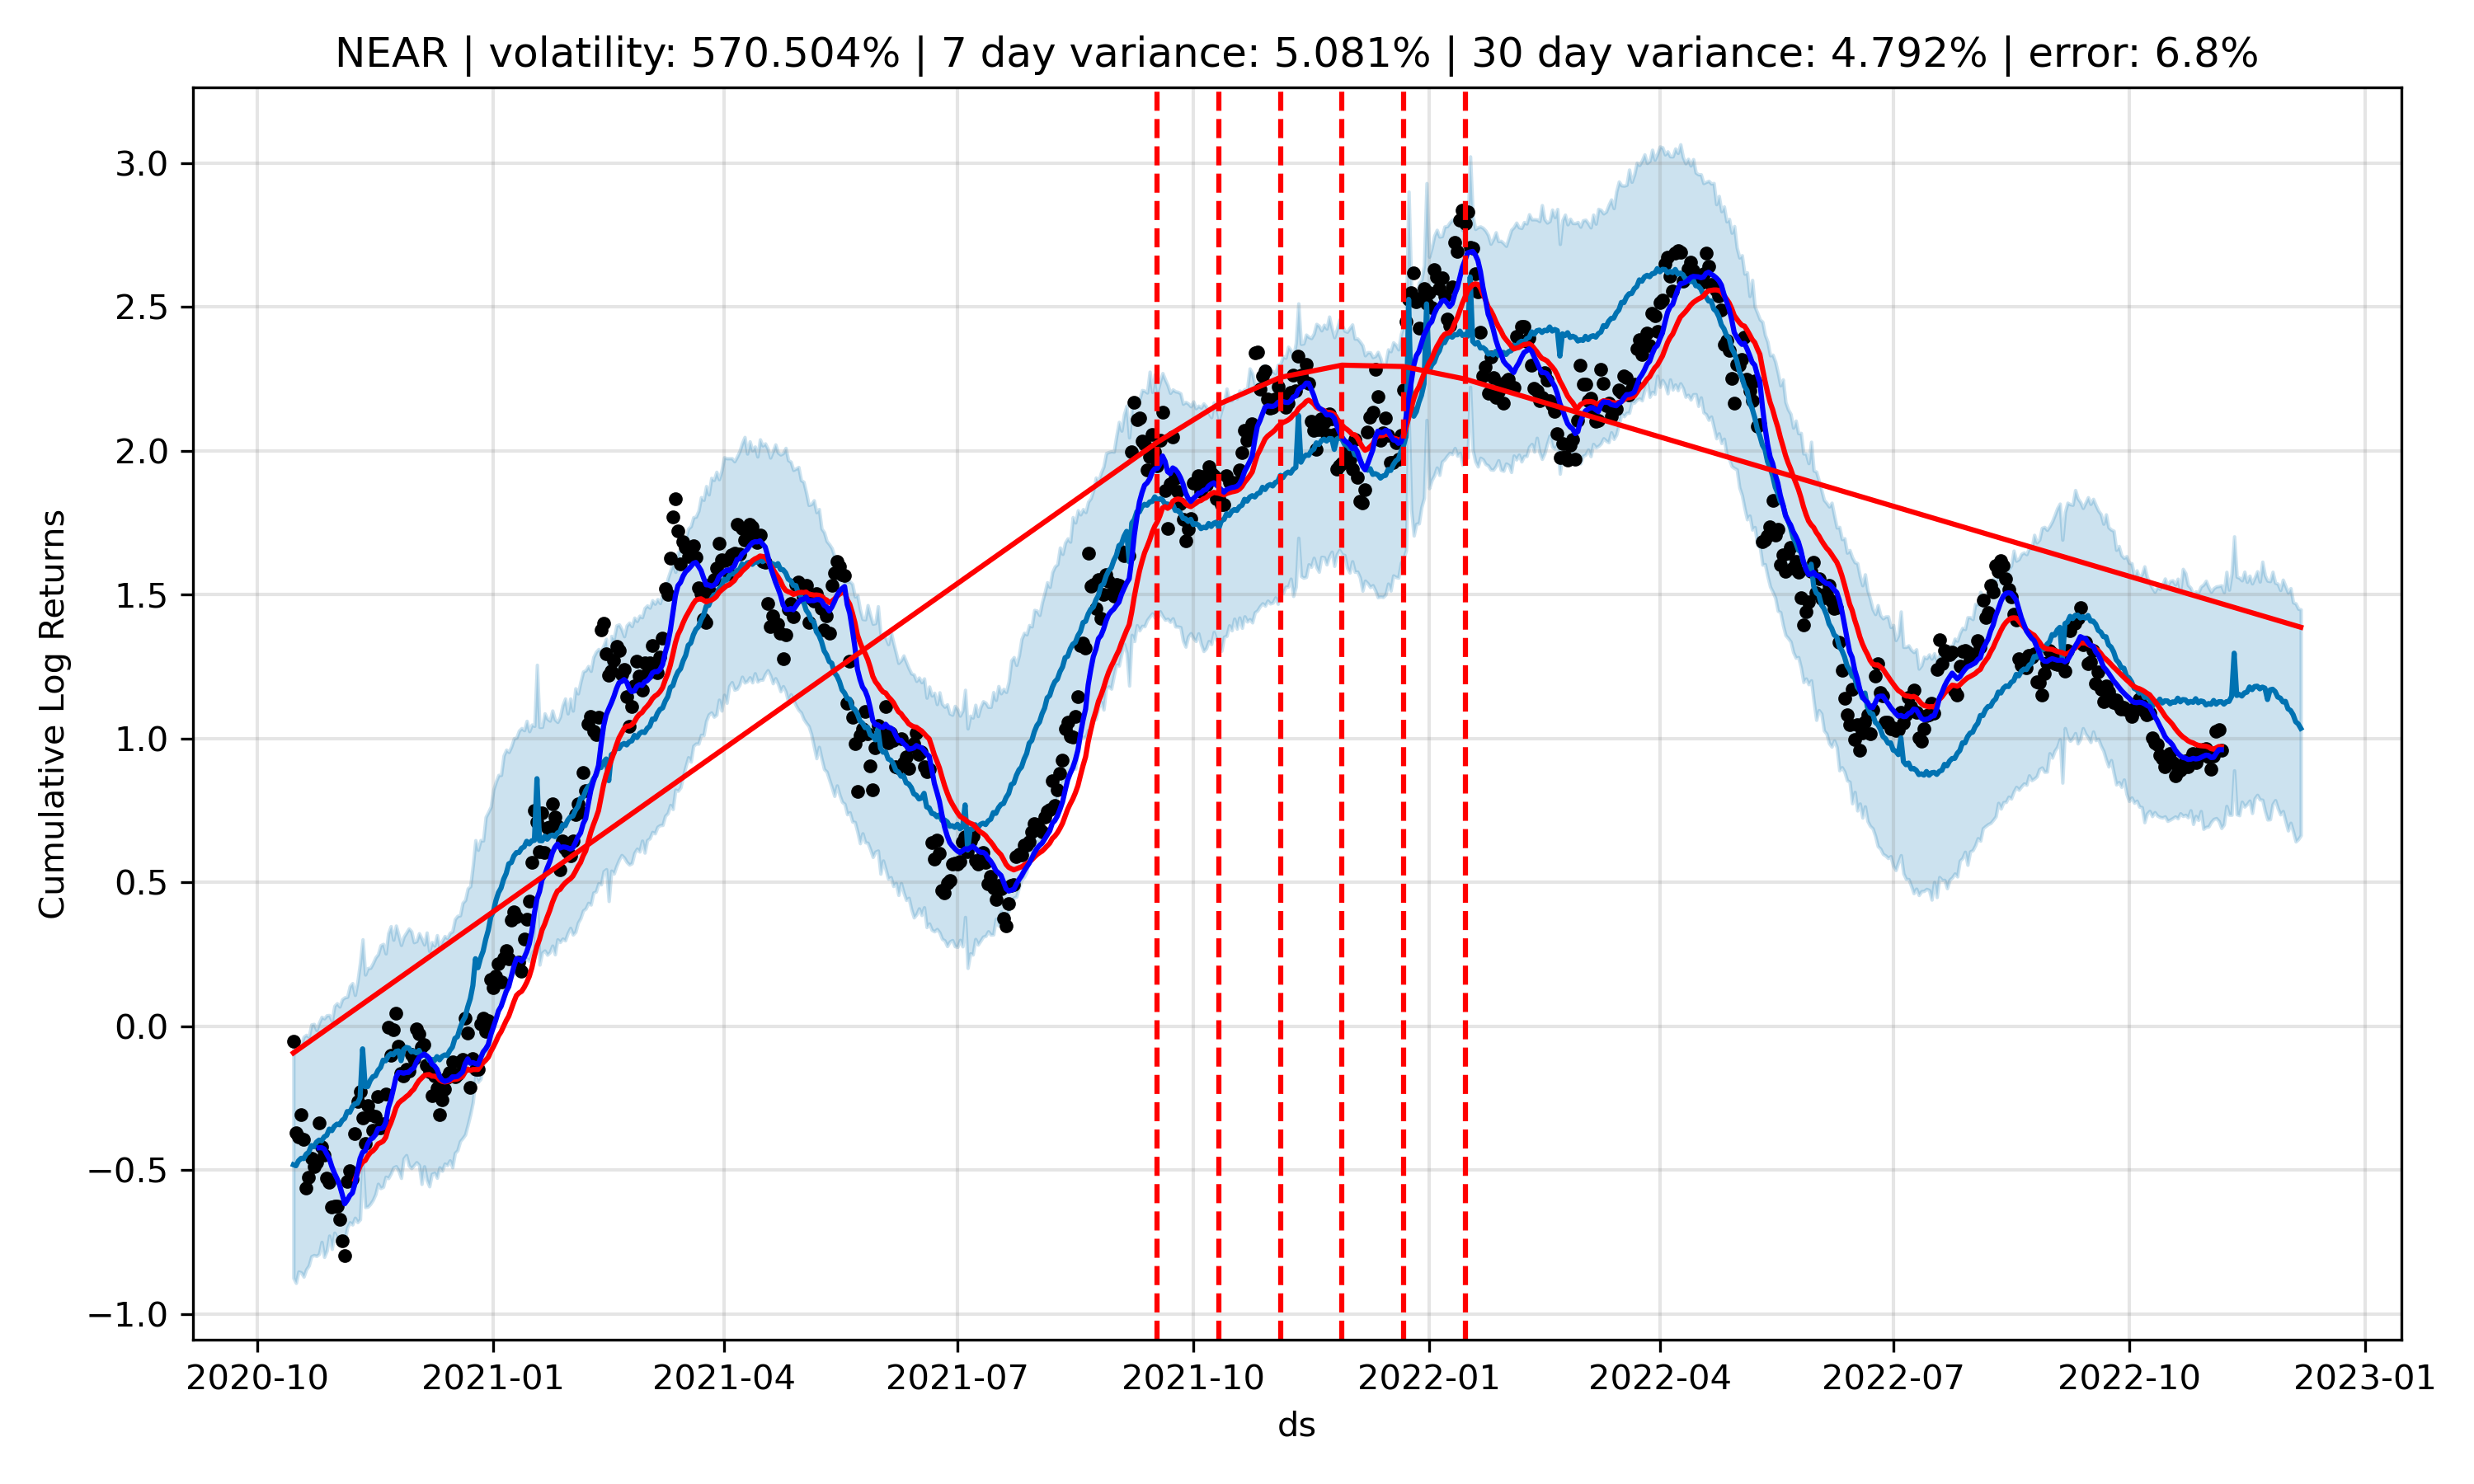 NEAR | volatility: 570.504% | 7 day variance: 5.081% | 30 day variance: 4.792% | error: 6.8%
Cumulative Log Returns
3.0
2.5
2.0
1.5
1.0
0.5
0.0
−0.5
−1.0
2020-10 2021-01 2021-04 2021-07 2021-10 2022-01 2022-04 2022-07 2022-10 2023-01
ds